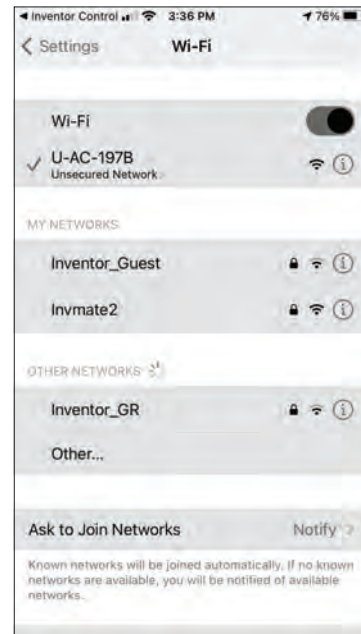 ◀ Inventor Control 3:36 PM 76%
Settings Wi-Fi
Wi-Fi
U-AC-197B
Unsecured Network
MY NETWORKS
Inventor_Guest
Invmate2
OTHER NETWORKS
Inventor_GR
Other...
Ask to Join Networks Notify
Known networks will be joined automatically. If no known
networks are available, you will be notified of available
networks.